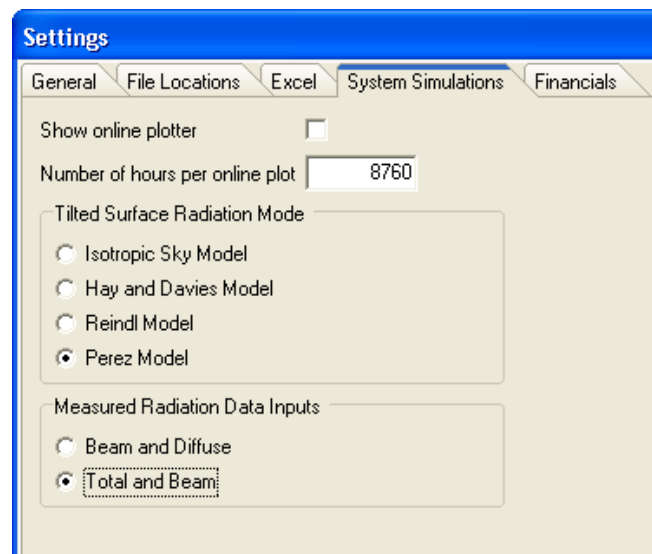 Settings
General File Locations Excel System Simulations Financials
Show online plotter
Number of hours per online plot 8760
Tilted Surface Radiation Mode
Isotropic Sky Model
Hay and Davies Model
Reindl Model
Perez Model
Measured Radiation Data Inputs
Beam and Diffuse
Total and Beam